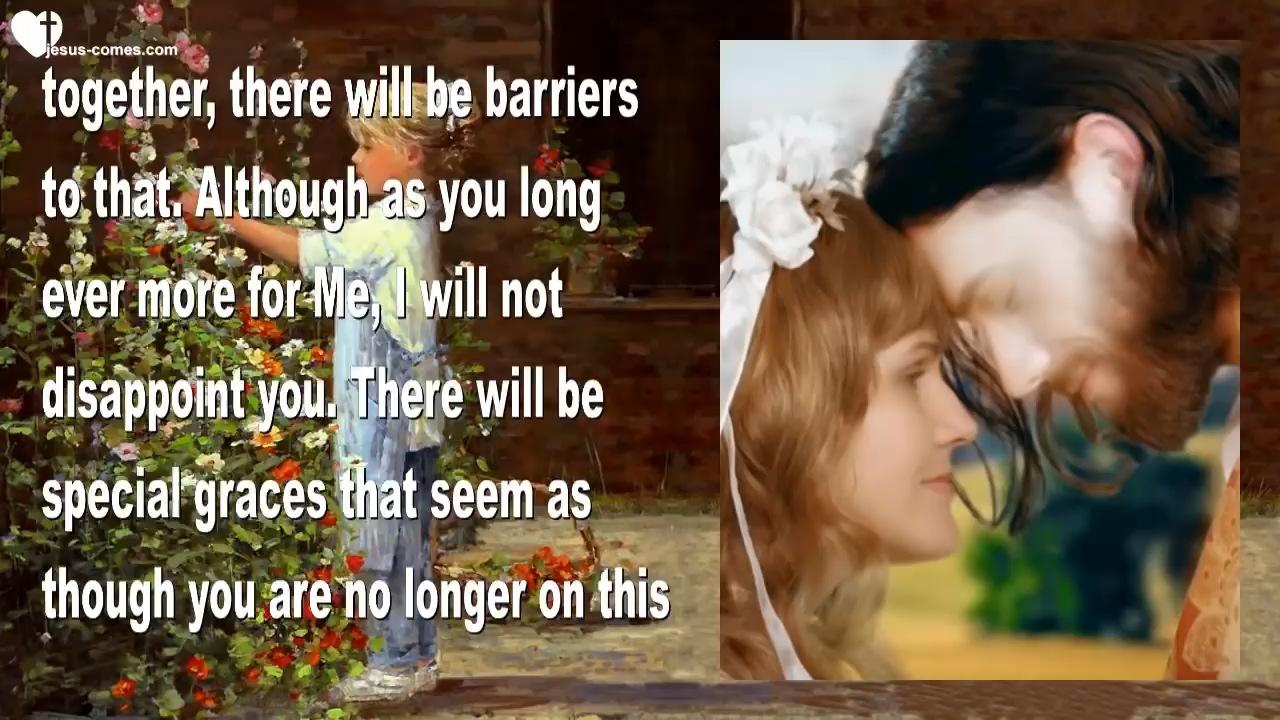 jesus-comes.com
together, there will be barriers
to that. Although as you long
ever more for Me, I will not
disappoint you. There will be
special graces that seem as
though you are no longer on this